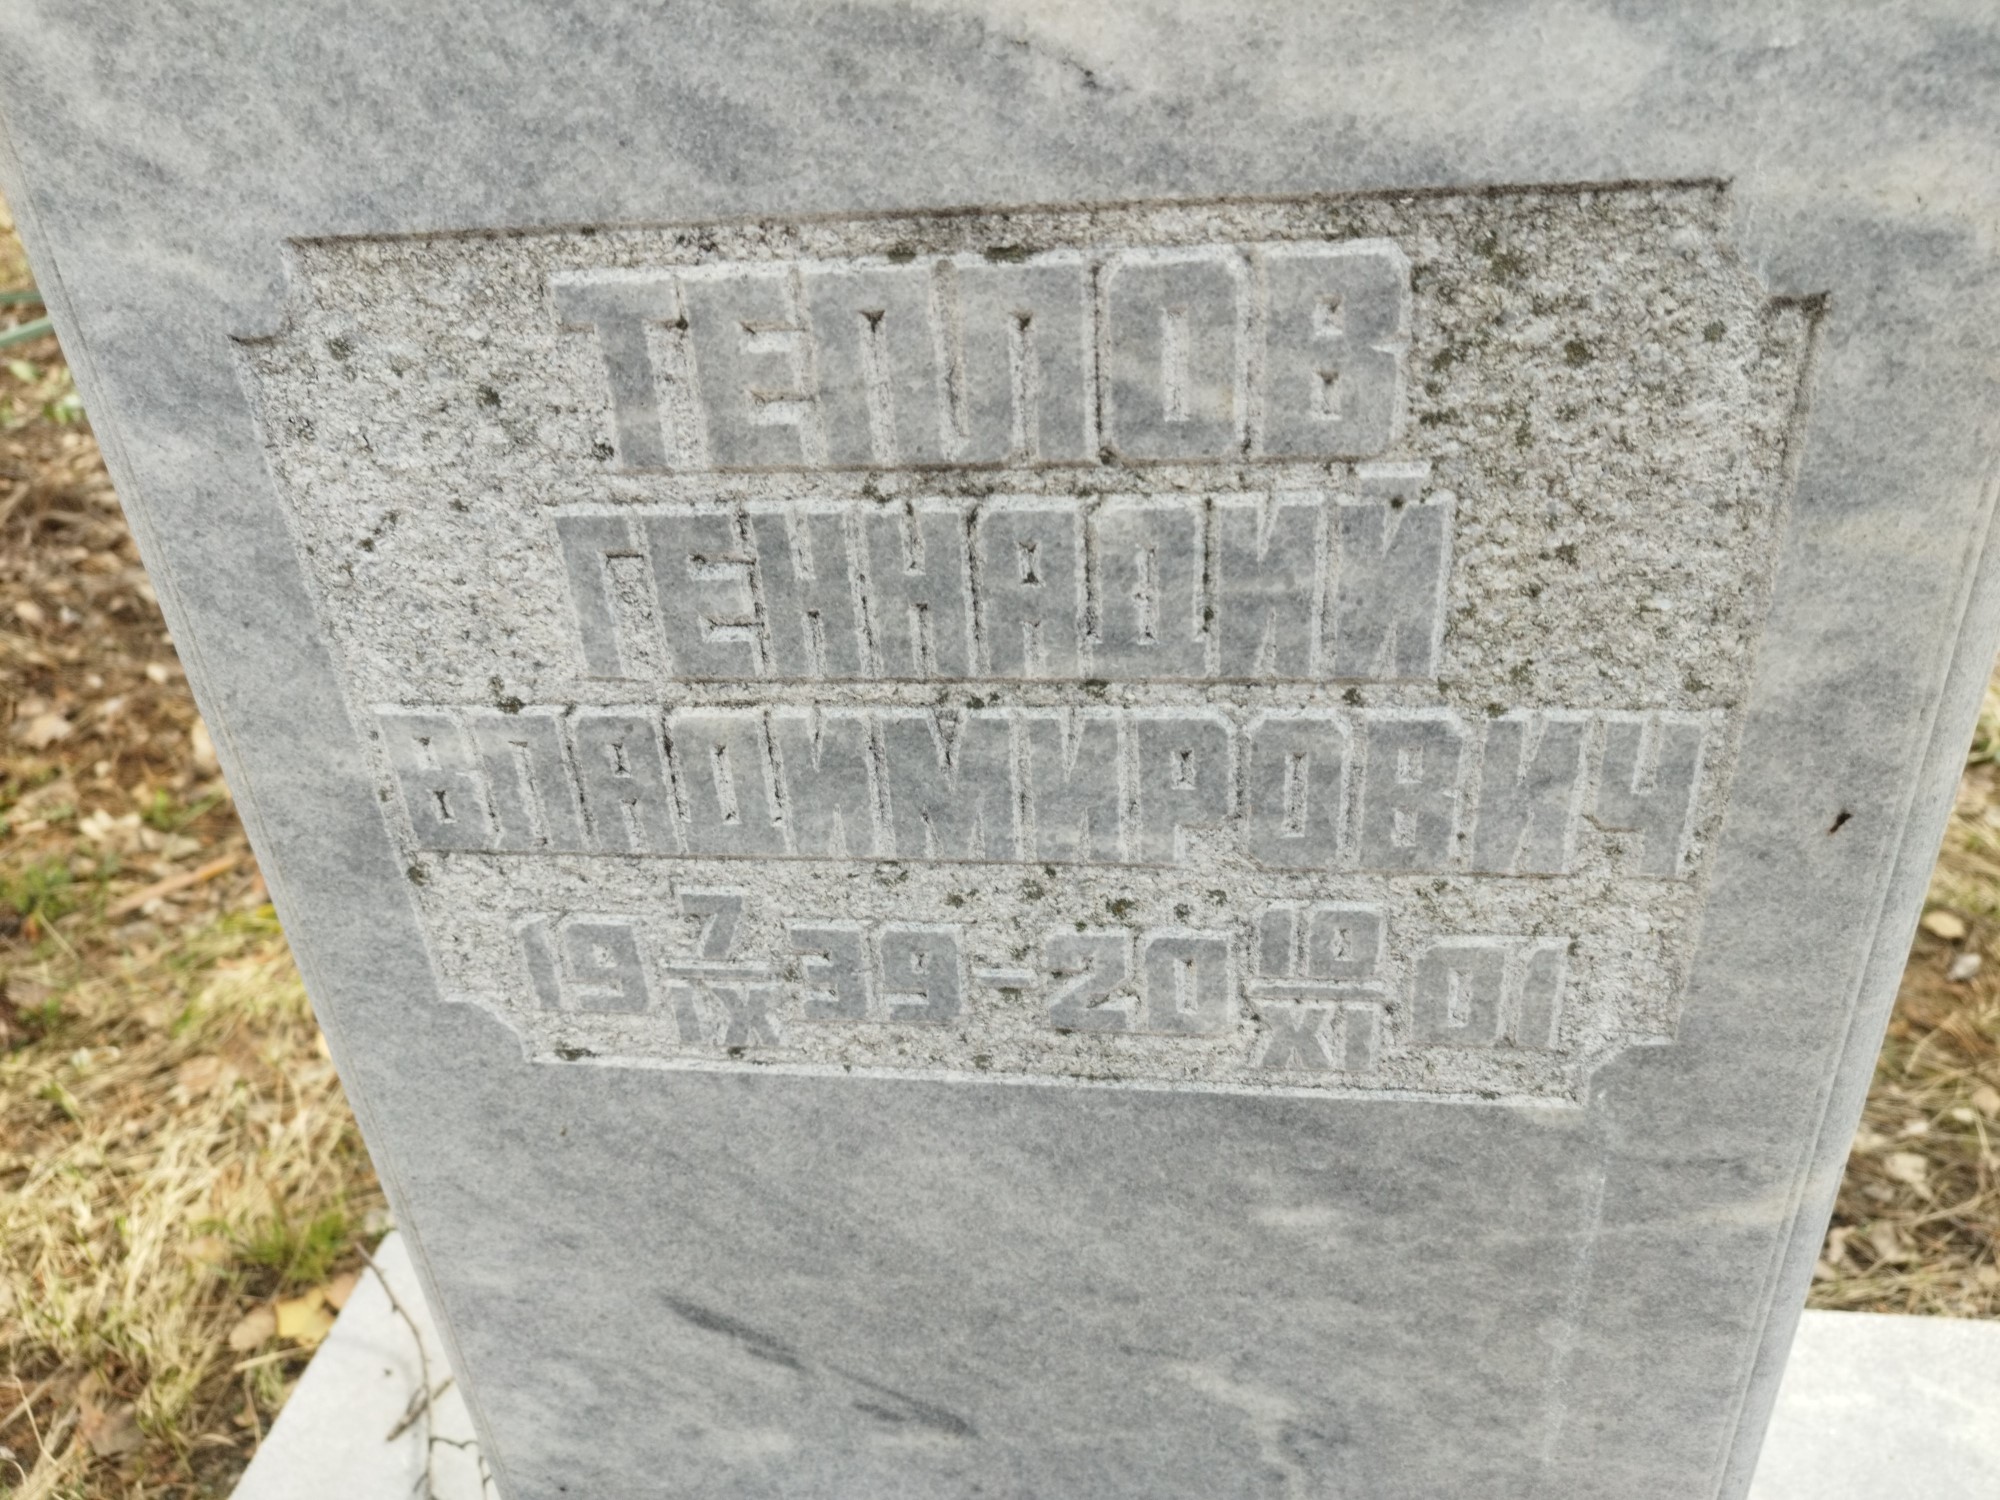 ТЕПЛОВ
ГЕННАДИЙ
ВЛАДИМИРОВИЧ
19 7/IX 39-20 10/XI 01